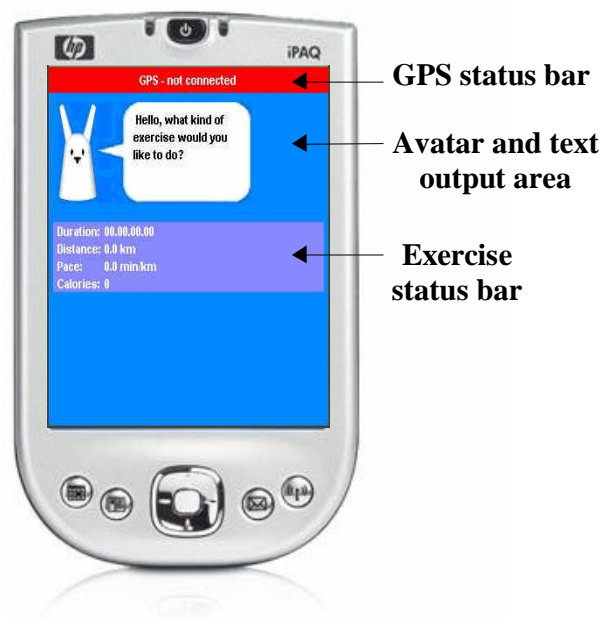 hp
iPAQ
GPS - not connected
GPS status bar
Hello, what kind of
exercise would you
like to do?
Avatar and text
output area
Duration: 00.00.00.00
Distance: 0.0 km
Pace: 0.0 min/km
Calories: 0
Exercise
status bar